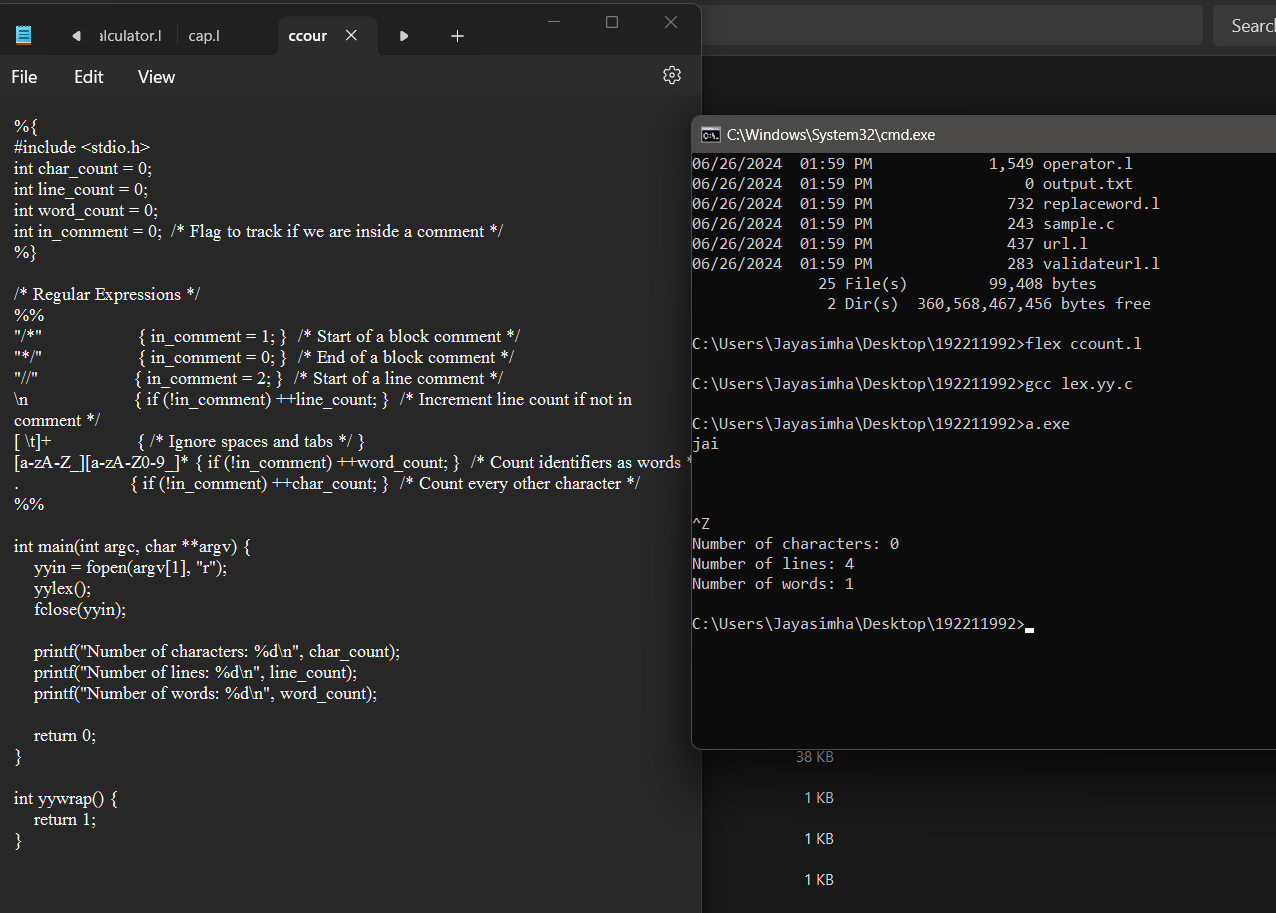 alculator.l cap.l ccour
File Edit View
%{
#include <stdio.h>
int char_count = 0;
int line_count = 0;
int word_count = 0;
int in_comment = 0;  /* Flag to track if we are inside a comment */
%}
/* Regular Expressions */
%%
"/*" { in_comment = 1; }  /* Start of a block comment */
"*/" { in_comment = 0; }  /* End of a block comment */
"//" { in_comment = 2; }  /* Start of a line comment */
\n { if (!in_comment) ++line_count; }  /* Increment line count if not in
comment */
[ \t]+ { /* Ignore spaces and tabs */ }
[a-zA-Z_][a-zA-Z0-9_]* { if (!in_comment) ++word_count; }  /* Count identifiers as words *
. { if (!in_comment) ++char_count; }  /* Count every other character */
%%
int main(int argc, char **argv) {
yyin = fopen(argv[1], "r");
yylex();
fclose(yyin);
printf("Number of characters: %d\n", char_count);
printf("Number of lines: %d\n", line_count);
printf("Number of words: %d\n", word_count);
return 0;
}
int yywrap() {
return 1;
}
Searc
C:\Windows\System32\cmd.exe
06/26/2024  01:59 PM             1,549 operator.l
06/26/2024  01:59 PM                 0 output.txt
06/26/2024  01:59 PM               732 replaceword.l
06/26/2024  01:59 PM               243 sample.c
06/26/2024  01:59 PM               437 url.l
06/26/2024  01:59 PM               283 validateurl.l
25 File(s)         99,408 bytes
2 Dir(s)  360,568,467,456 bytes free
C:\Users\Jayasimha\Desktop\192211992>flex ccount.l
C:\Users\Jayasimha\Desktop\192211992>gcc lex.yy.c
C:\Users\Jayasimha\Desktop\192211992>a.exe
jai
^Z
Number of characters: 0
Number of lines: 4
Number of words: 1
C:\Users\Jayasimha\Desktop\192211992>
38 KB
1 KB
1 KB
1 KB